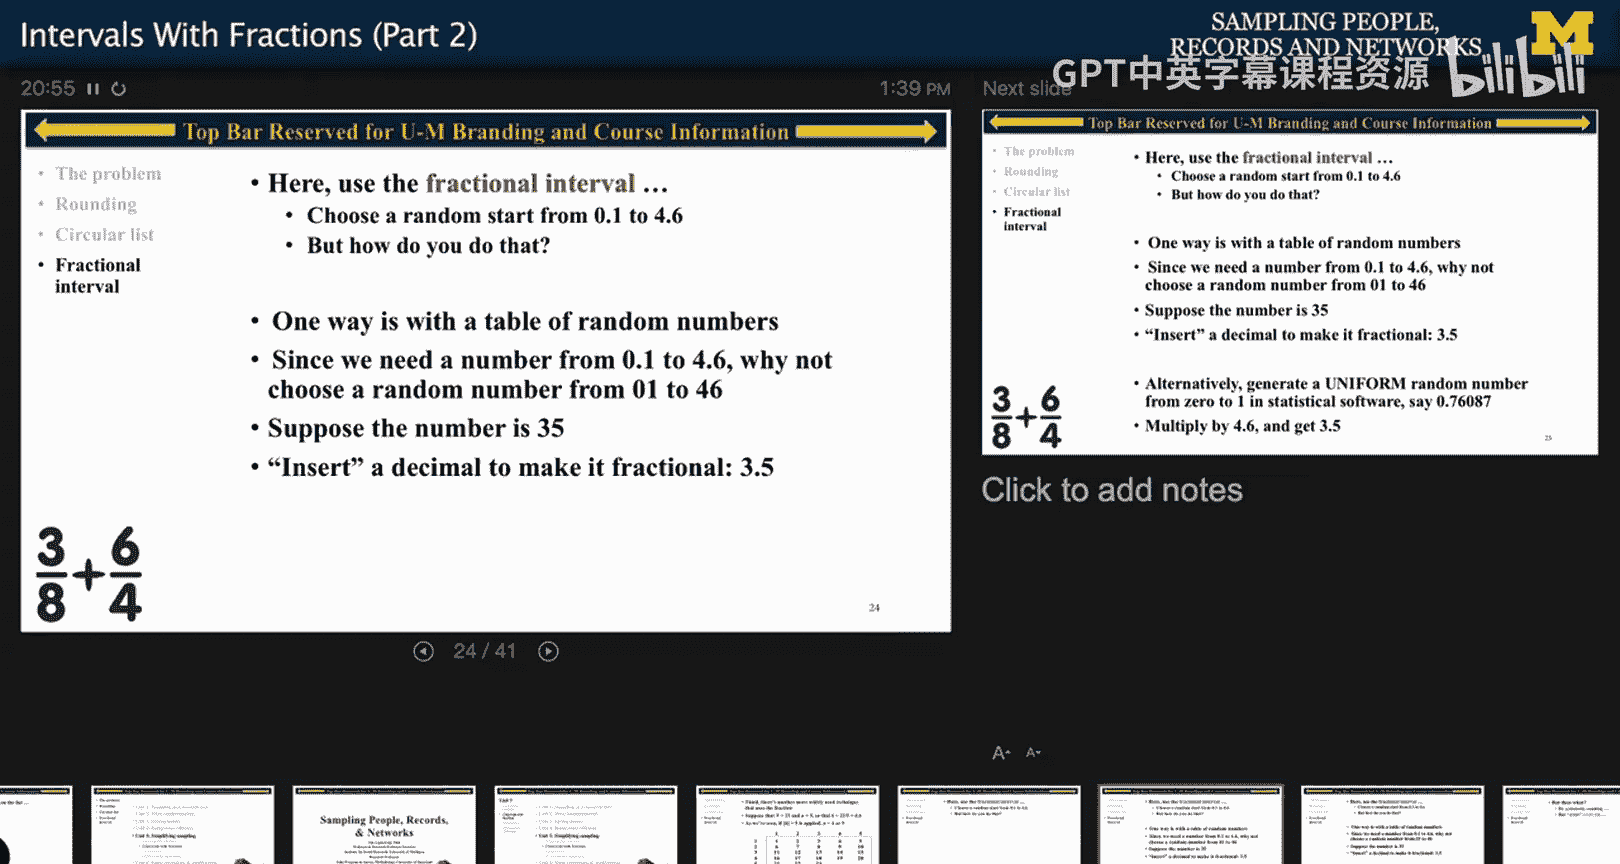 Intervals With Fractions (Part 2)
SAMPLING PEOPLE,
RECORDS AND NETWORKS
GPT中英字幕课程资源
bilibili
20:55
1:39 PM
Next slide
Top Bar Reserved for U-M Branding and Course Information
• The problem
• Rounding
• Circular list
• Fractional
interval
• Here, use the fractional interval …
• Choose a random start from 0.1 to 4.6
• But how do you do that?
• One way is with a table of random numbers
• Since we need a number from 0.1 to 4.6, why not
choose a random number from 01 to 46
• Suppose the number is 35
• “Insert” a decimal to make it fractional: 3.5
3/8 + 6/4
24
24 / 41
Top Bar Reserved for U-M Branding and Course Information
• The problem
• Rounding
• Circular list
• Fractional
interval
• Here, use the fractional interval …
• Choose a random start from 0.1 to 4.6
• But how do you do that?
• One way is with a table of random numbers
• Since we need a number from 0.1 to 4.6, why not
choose a random number from 01 to 46
• Suppose the number is 35
• “Insert” a decimal to make it fractional: 3.5
• Alternatively, generate a UNIFORM random number
from zero to 1 in statistical software, say 0.76087
• Multiply by 4.6, and get 3.5
3/8 + 6/4
25
Click to add notes
A A
Sampling People, Records,
& Networks